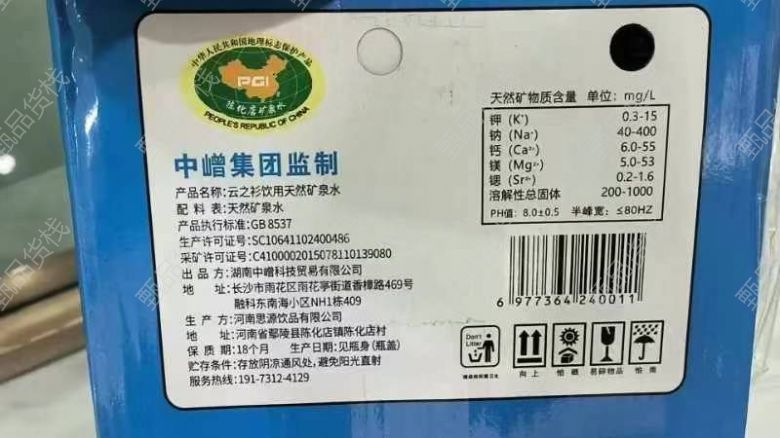 中华人民共和国地理标志保护产品
PGI
陈化店矿泉水
PEOPLE'S REPUBLIC OF CHINA
中嶒集团监制
产品名称:云之衫饮用天然矿泉水
配 料 表:天然矿泉水
产品执行标准:GB 8537
生产许可证号:SC10641102400486
采矿许可证号:C4100002015078110139080
出 品:湖南中嶒科技贸易有限公司
地 址:长沙市雨花区雨花亭街道香樟路469号
融科东南海小区NH1栋409
公 司:河南思源饮品有限公司
地 址:河南省鄢陵县陈化店镇陈化店村
保 质 期:18个月 生产日期:见瓶身(瓶盖)
贮存条件:存放阴凉通风处,避免阳光直射
服务热线:191-7312-4129
天然矿物质含量 单位:mg/L
钾(K⁺) 0.3-15
钠(Na⁺) 40-400
钙(Ca²⁺) 6.0-55
镁(Mg²⁺) 5.0-53
锶(Sr²⁺) 0.2-1.6
溶解性总固体 200-1000
PH值:8.0±0.5 半峰宽:≤80HZ
6 977364 240011
Don't Litter
向上 怕晒 易碎物品 怕雨
甄品货栈